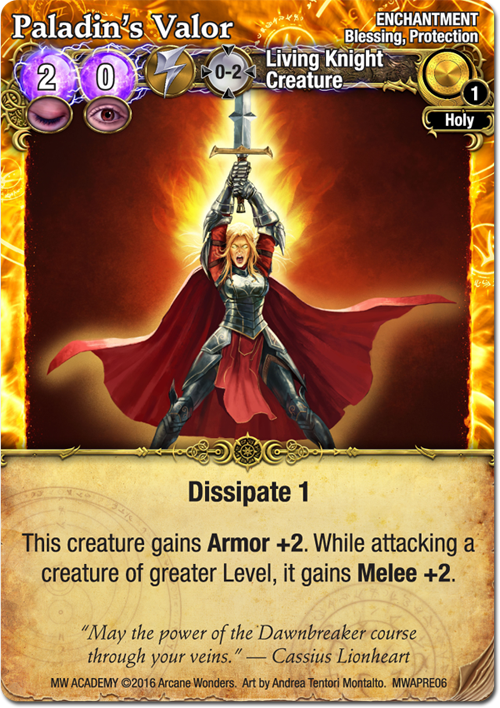 Paladin's Valor
ENCHANTMENT
Blessing, Protection
2
0
0-2
Living Knight
Creature
1
Holy
Dissipate 1
This creature gains Armor +2. While attacking a
creature of greater Level, it gains Melee +2.
“May the power of the Dawnbreaker course
through your veins.” — Cassius Lionheart
MW ACADEMY ©2016 Arcane Wonders. Art by Andrea Tentori Montalto. MWAPRE06